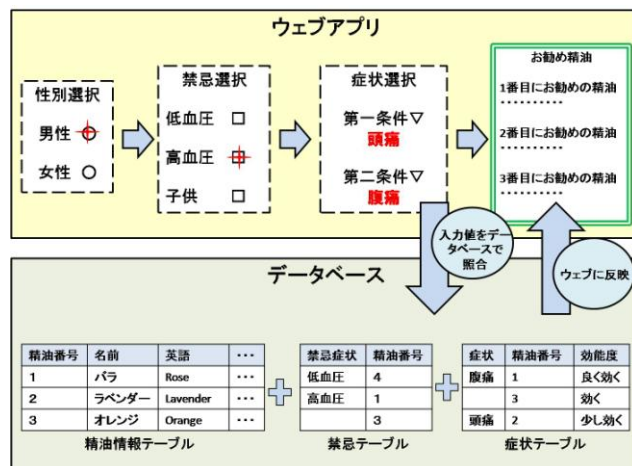 ウェブアプリ
性別選択
男性
女性
禁忌選択
低血圧
高血圧
子供
症状選択
第一条件▽
頭痛
第二条件▽
腹痛
お勧め精油
1番目にお勧めの精油
・・・・・・・・・・
2番目にお勧めの精油
・・・・・・・・・・
3番目にお勧めの精油
・・・・・・・・・・
入力値をデー
タベースで
照合
ウェブに反映
データベース
精油番号 名前 英語 ・・・
1 バラ Rose ・・・
2 ラベンダー Lavender ・・・
3 オレンジ Orange ・・・
精油情報テーブル
禁忌症状 精油番号
低血圧 4
高血圧 1
3
禁忌テーブル
症状 精油番号 効能度
腹痛 1 良く効く
3 効く
頭痛 2 少し効く
症状テーブル